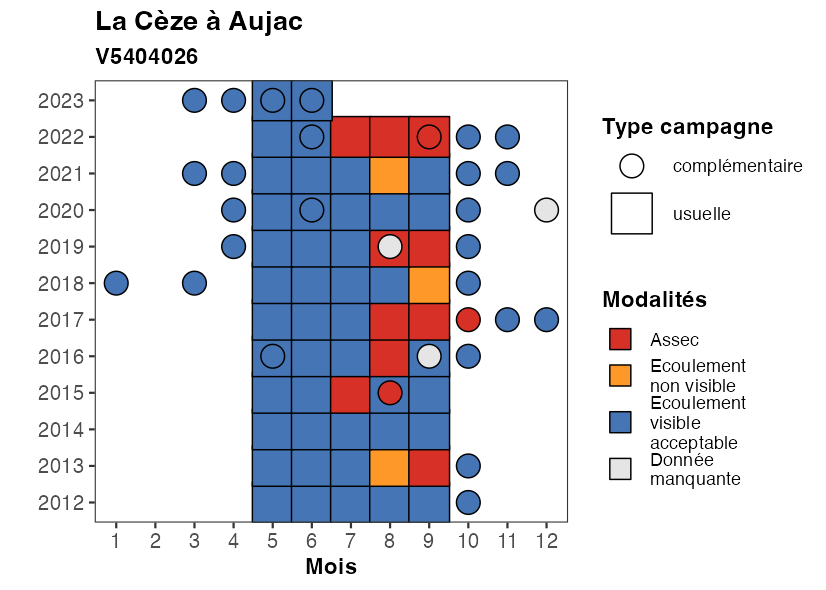 La Cèze à Aujac
V5404026
2023
2022
2021
2020
2019
2018
2017
2016
2015
2014
2013
2012
1 2 3 4 5 6 7 8 9 10 11 12
Mois
Type campagne
complémentaire
usuelle
Modalités
Assec
Ecoulement
non visible
Ecoulement
visible
acceptable
Donnée
manquante